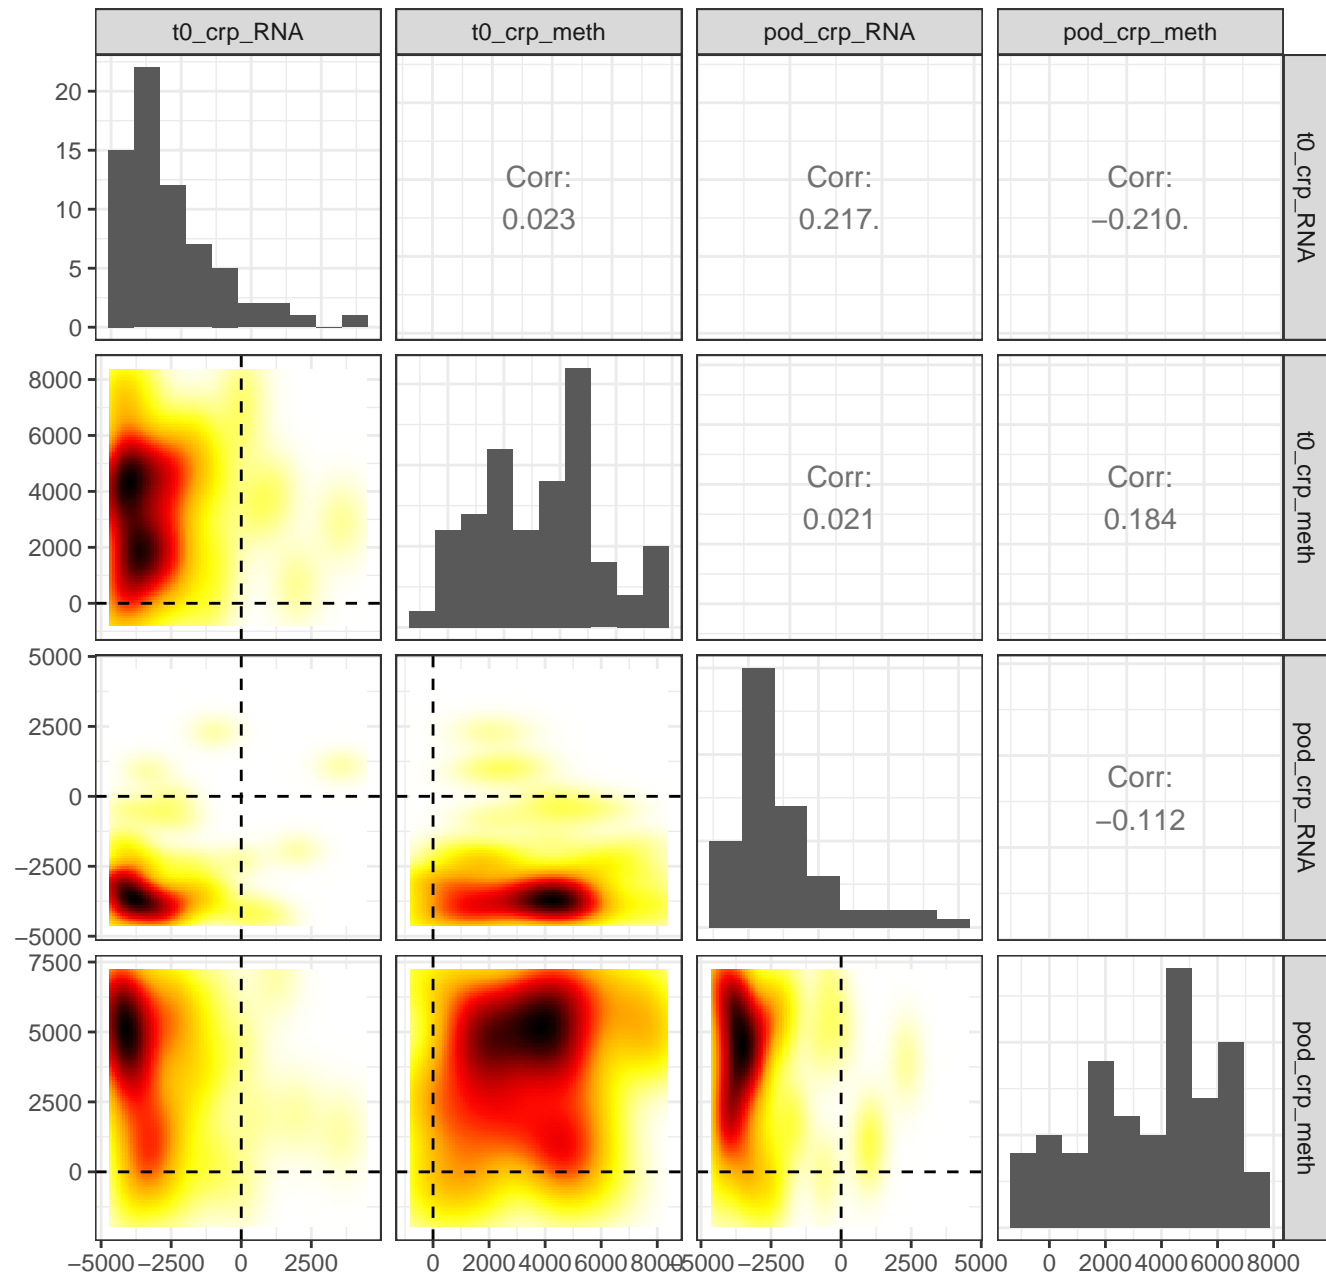 t0_crp_RNA
t0_crp_meth
pod_crp_RNA
pod_crp_meth
20
15
10
5
0
Corr:
0.023
Corr:
0.217.
Corr:
−0.210.
t0_crp_RNA
8000
6000
4000
2000
0
Corr:
0.021
Corr:
0.184
t0_crp_meth
5000
2500
0
−2500
−5000
Corr:
−0.112
pod_crp_RNA
7500
5000
2500
0
pod_crp_meth
−5000 −2500 0 2500
0 2000 4000 6000 8000
−5000 −2500 0 2500 5000
0 2000 4000 6000 8000